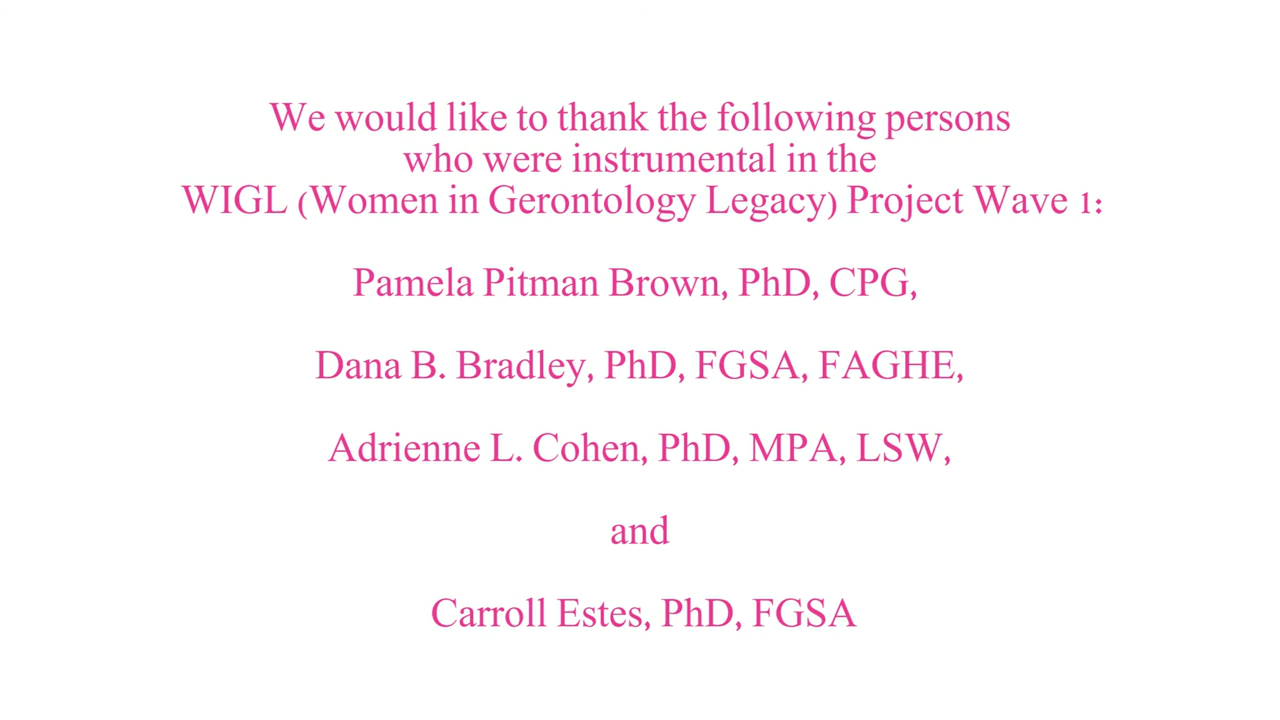 We would like to thank the following persons
who were instrumental in the
WIGL (Women in Gerontology Legacy) Project Wave 1:
Pamela Pitman Brown, PhD, CPG,
Dana B. Bradley, PhD, FGSA, FAGHE,
Adrienne L. Cohen, PhD, MPA, LSW,
and
Carroll Estes, PhD, FGSA